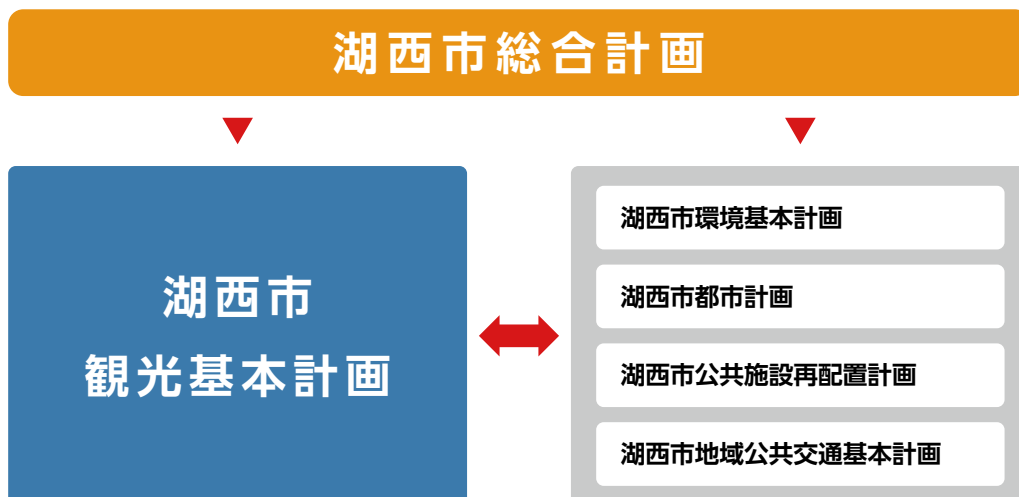 湖西市総合計画
湖西市
観光基本計画
湖西市環境基本計画
湖西市都市計画
湖西市公共施設再配置計画
湖西市地域公共交通基本計画